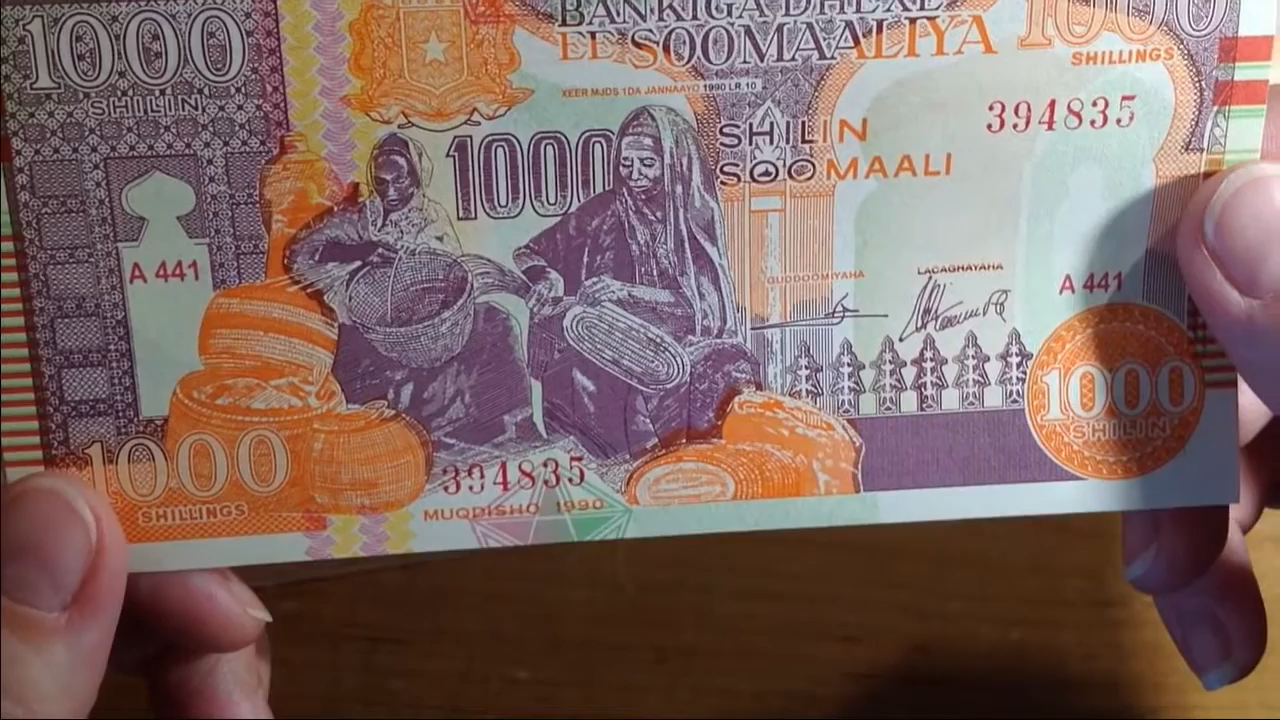 1000
SHILIN
BANKIGA DHEXE
EE SOOMAALIYA
1000
SHILLINGS
XEER MJDS 1DA JANNAAYO 1990 LR.10
1000
SHILIN
SOOMAALI
394835
A 441
GUDDOOMIYAHA
LACAGHAYAHA
A 441
1000
SHILIN
1000
SHILLINGS
394835
MUQDISHO 1990